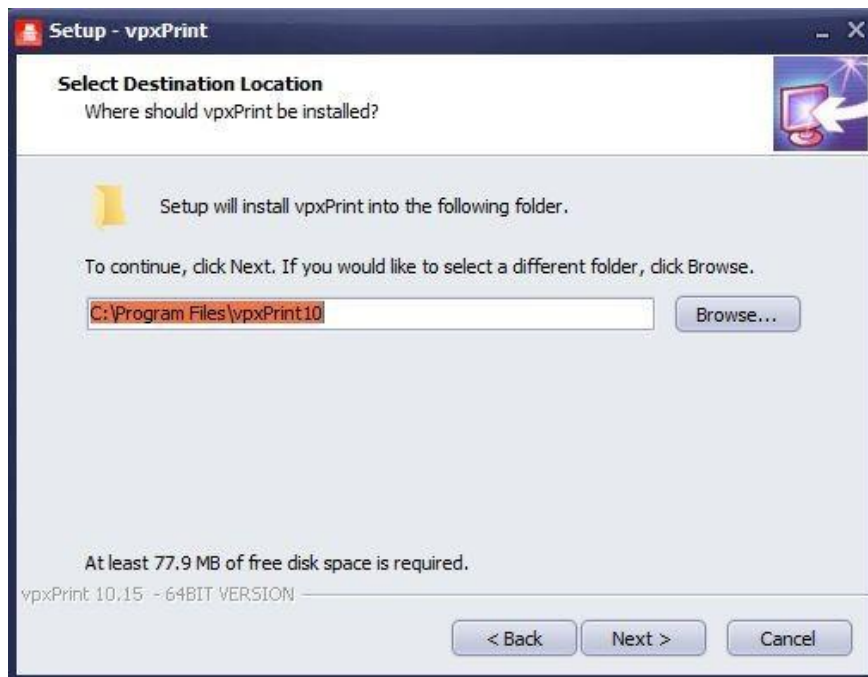 Setup - vpxPrint
Select Destination Location
Where should vpxPrint be installed?
Setup will install vpxPrint into the following folder.
To continue, click Next. If you would like to select a different folder, click Browse.
C:\Program Files\vpxPrint10
Browse...
At least 77.9 MB of free disk space is required.
vpxPrint 10.15 - 64BIT VERSION
< Back
Next >
Cancel